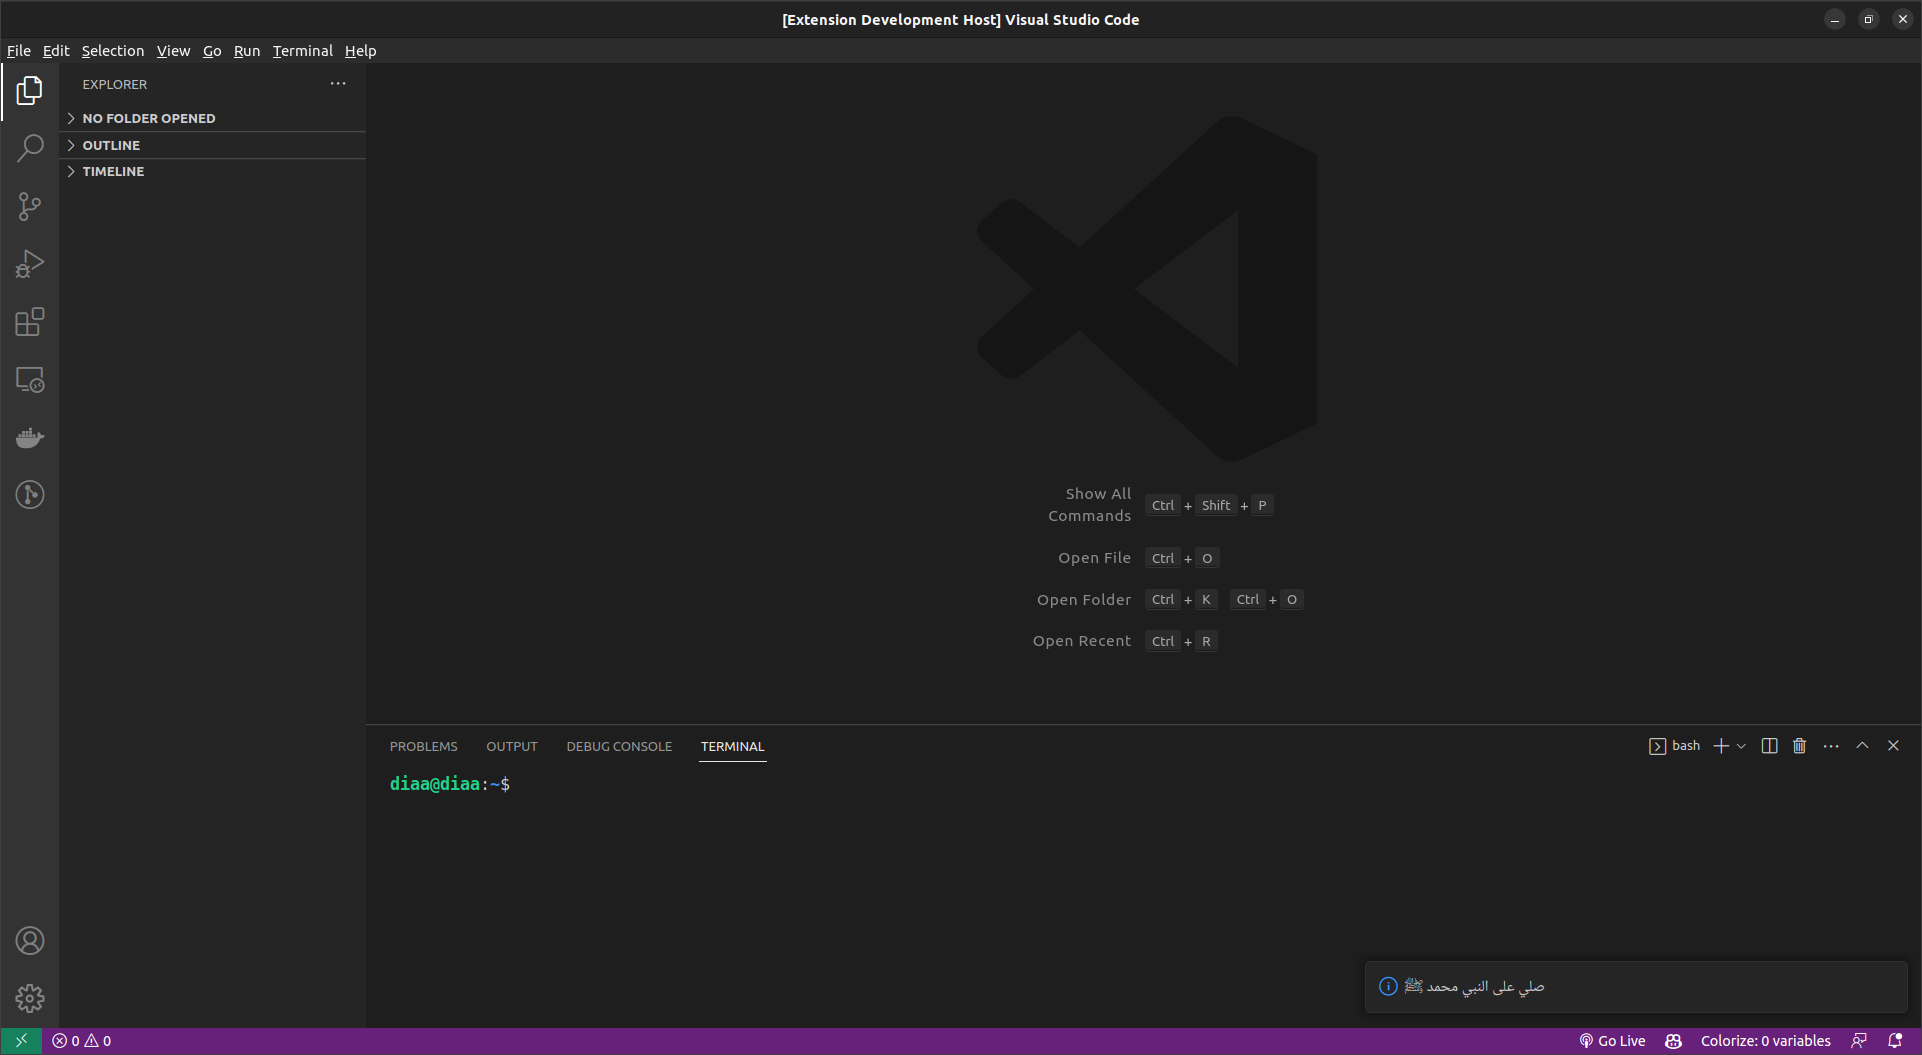 [Extension Development Host] Visual Studio Code
File Edit Selection View Go Run Terminal Help
EXPLORER
NO FOLDER OPENED
OUTLINE
TIMELINE
Show All Commands Ctrl + Shift + P
Open File Ctrl + O
Open Folder Ctrl + K Ctrl + O
Open Recent Ctrl + R
PROBLEMS OUTPUT DEBUG CONSOLE TERMINAL
bash
diaa@diaa:~$
صلي على النبي محمد ﷺ
0 0
Go Live Colorize: 0 variables